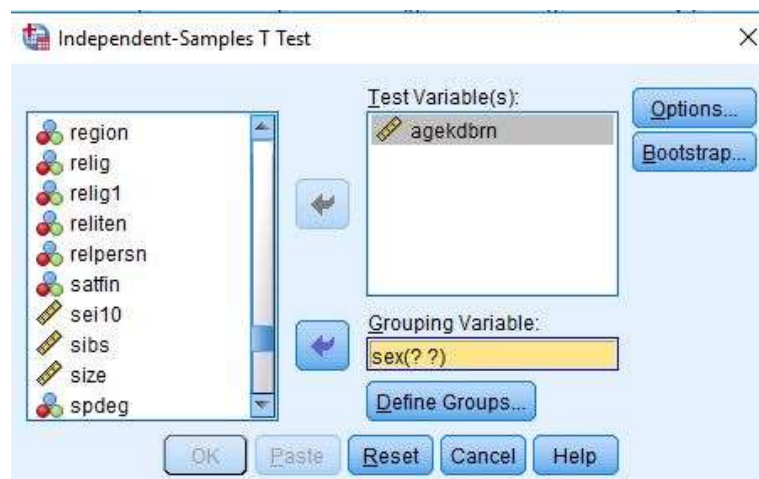 Independent-Samples T Test
region
relig
relig1
reliten
relpersn
satfin
sei10
sibs
size
spdeg
Test Variable(s):
agekdbrn
Grouping Variable:
sex(? ?)
Define Groups...
Options...
Bootstrap...
OK
Paste
Reset
Cancel
Help